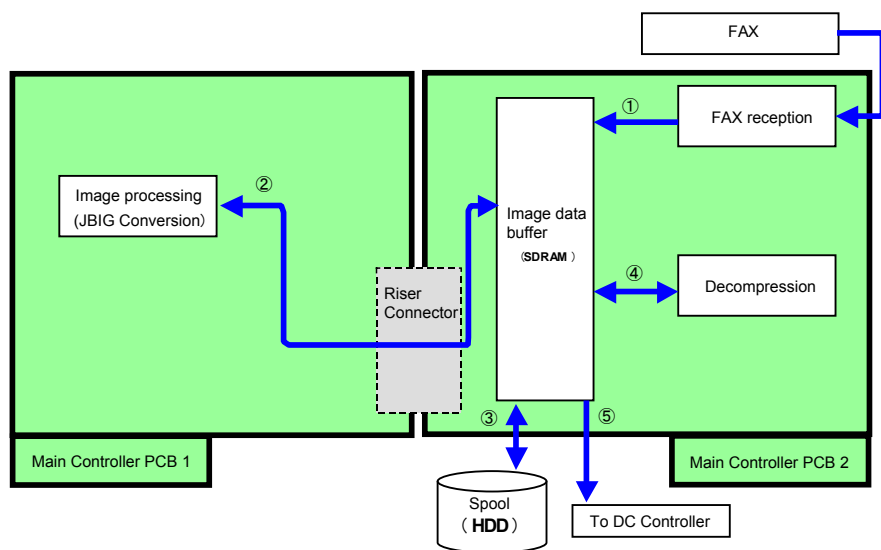 FAX
①
FAX reception
②
Image processing
(JBIG Conversion)
Image data
buffer
(SDRAM)
④
Decompression
Riser
Connector
③
⑤
Main Controller PCB 1
Main Controller PCB 2
Spool
(HDD)
To DC Controller